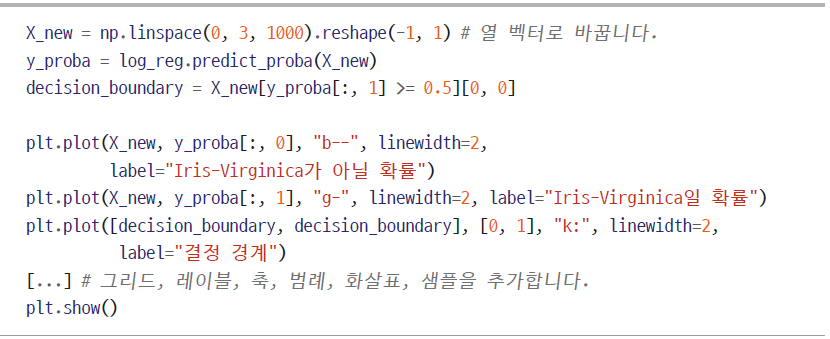 X_new = np.linspace(0, 3, 1000).reshape(-1, 1) # 열 벡터로 바꿉니다.
y_proba = log_reg.predict_proba(X_new)
decision_boundary = X_new[y_proba[:, 1] >= 0.5][0, 0]
plt.plot(X_new, y_proba[:, 0], "b--", linewidth=2,
label="Iris-Virginica가 아닐 확률")
plt.plot(X_new, y_proba[:, 1], "g-", linewidth=2, label="Iris-Virginica일 확률")
plt.plot([decision_boundary, decision_boundary], [0, 1], "k:", linewidth=2,
label="결정 경계")
[...] # 그리드, 레이블, 축, 범례, 화살표, 샘플을 추가합니다.
plt.show()